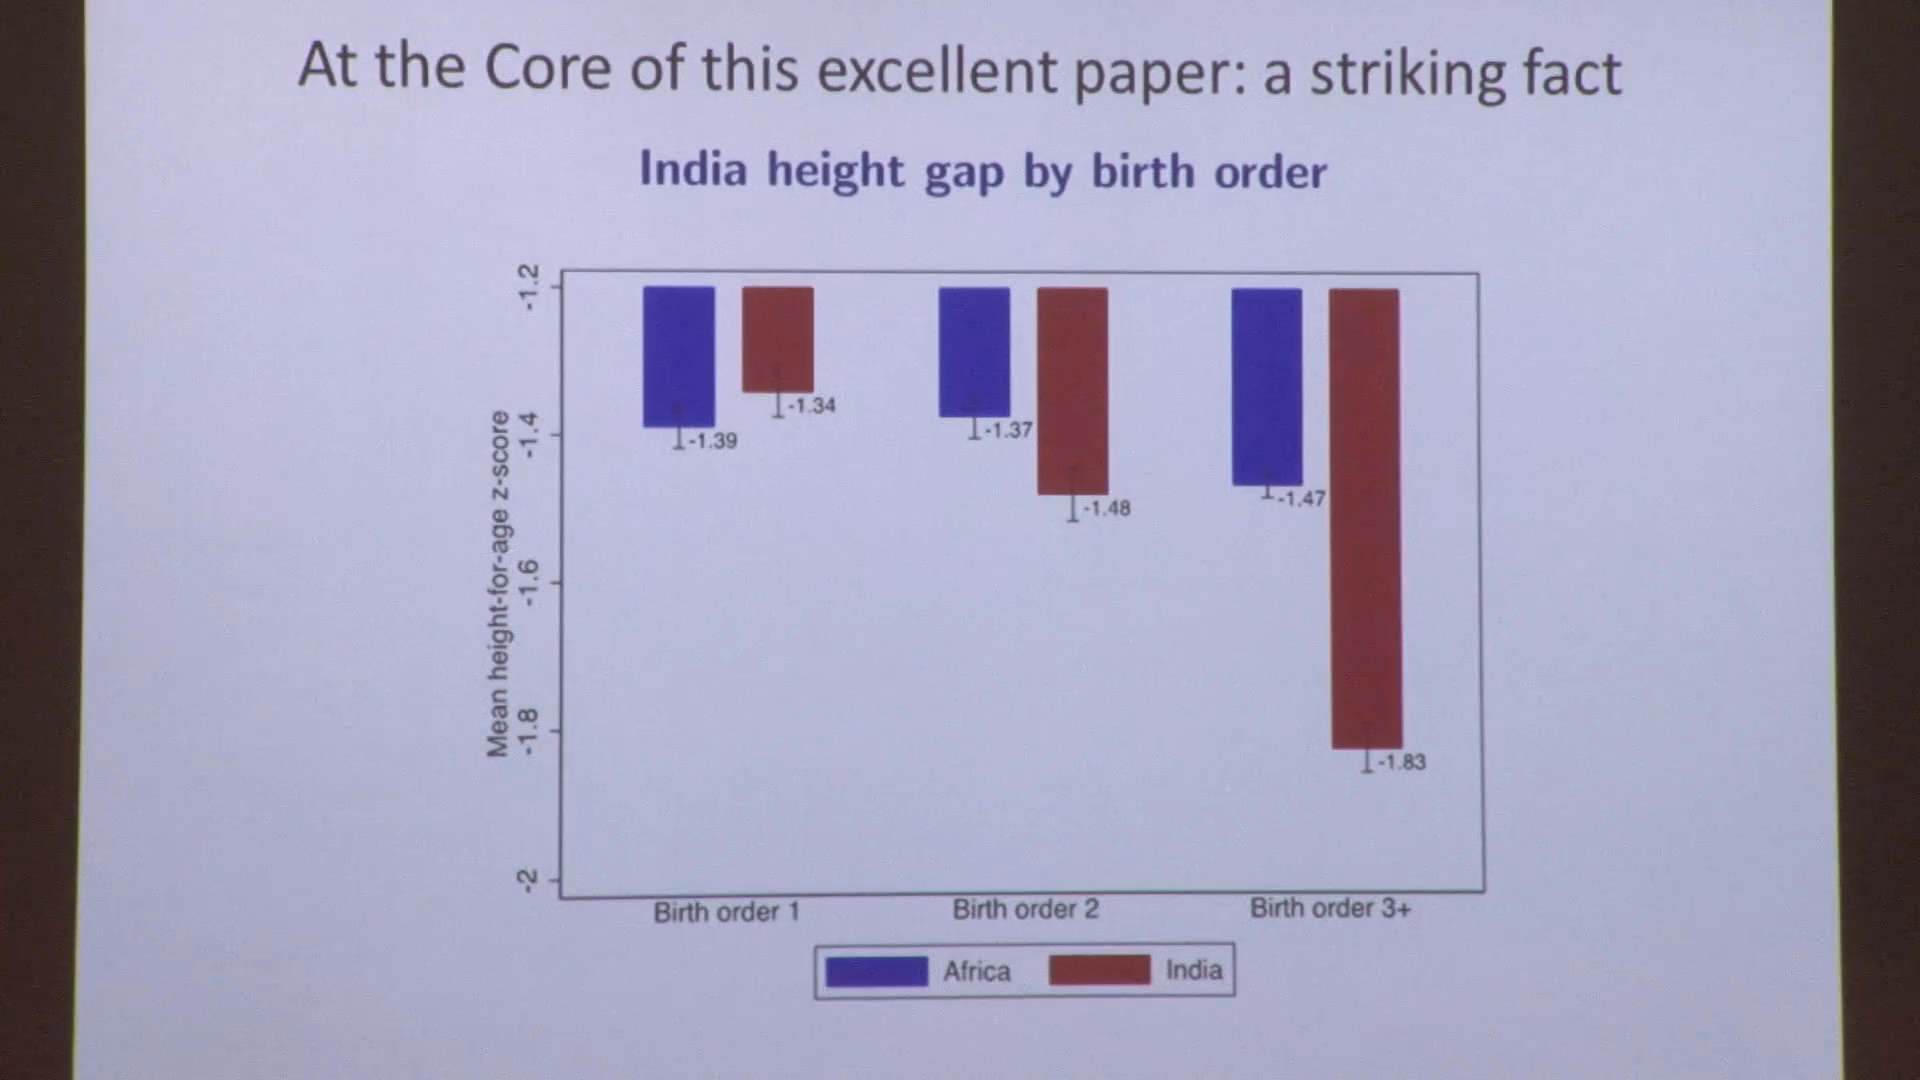 At the Core of this excellent paper: a striking fact
India height gap by birth order
Mean height-for-age z-score
-1.2
-1.4
-1.6
-1.8
-2
-1.39
-1.34
-1.37
-1.48
-1.47
-1.83
Birth order 1
Birth order 2
Birth order 3+
Africa
India